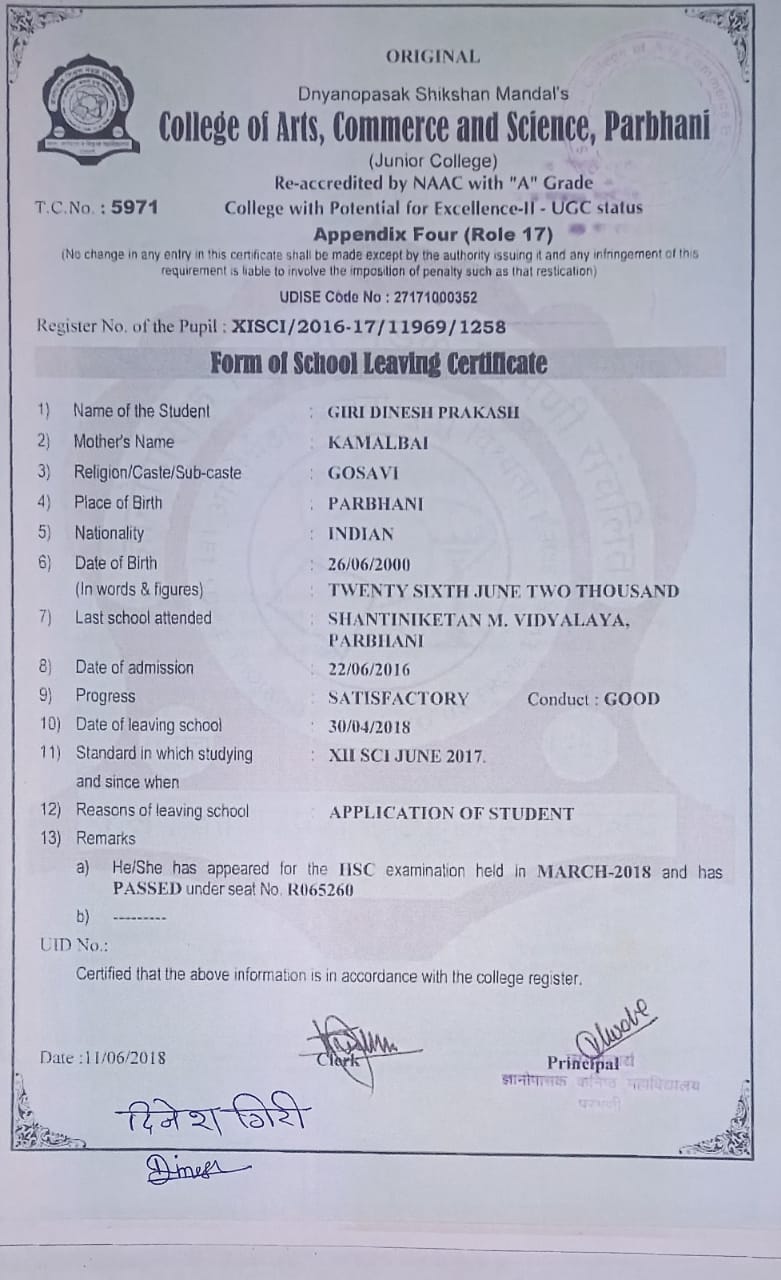 ORIGINAL
Dnyanopasak Shikshan Mandal's
College of Arts, Commerce and Science, Parbhani
(Junior College)
Re-accredited by NAAC with "A" Grade
T.C.No. : 5971 College with Potential for Excellence-II - UGC status
Appendix Four (Role 17)
(No change in any entry in this certificate shall be made except by the authority issuing it and any infringement of this
requirement is liable to involve the imposition of penalty such as that restication)
UDISE Code No : 27171000352
Register No. of the Pupil : XISCI/2016-17/11969/1258
Form of School Leaving Certificate
1) Name of the Student : GIRI DINESH PRAKASH
2) Mother's Name : KAMALBAI
3) Religion/Caste/Sub-caste : GOSAVI
4) Place of Birth : PARBHANI
5) Nationality : INDIAN
6) Date of Birth : 26/06/2000
(In words & figures) : TWENTY SIXTH JUNE TWO THOUSAND
7) Last school attended : SHANTINIKETAN M. VIDYALAYA,
PARBHANI
8) Date of admission : 22/06/2016
9) Progress : SATISFACTORY Conduct : GOOD
10) Date of leaving school : 30/04/2018
11) Standard in which studying : XII SCI JUNE 2017.
and since when
12) Reasons of leaving school : APPLICATION OF STUDENT
13) Remarks
a) He/She has appeared for the HSC examination held in MARCH-2018 and has
PASSED under seat No. R065260
b) ---------
UID No.:
Certified that the above information is in accordance with the college register.
Date :11/06/2018 Clerk Principal
ज्ञानोपासक कनिष्ठ महाविद्यालय
परभणी
दिनेश गिरी
Dinesh